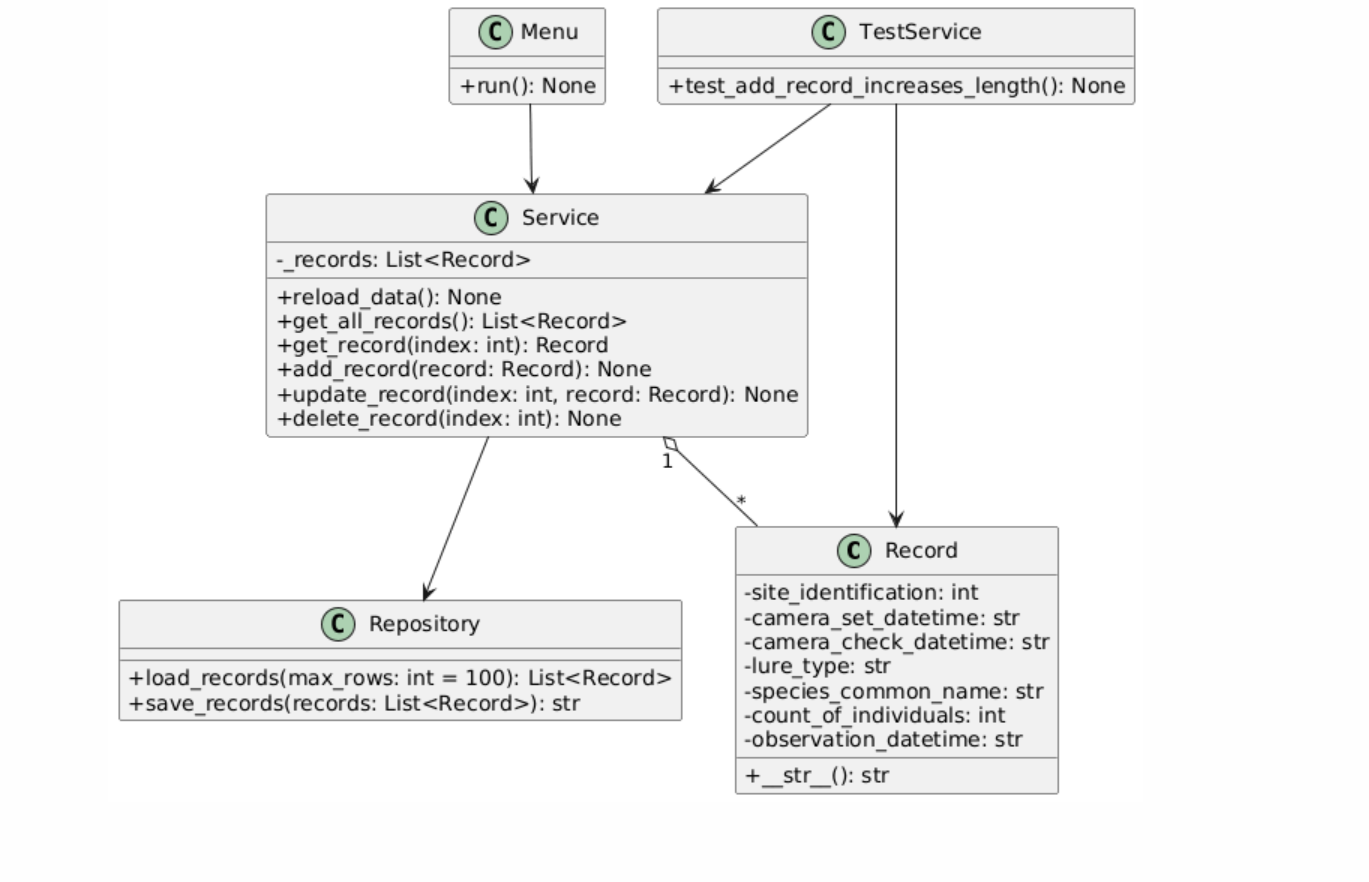 C Menu
+run(): None
C TestService
+test_add_record_increases_length(): None
C Service
-_records: List<Record>
+reload_data(): None
+get_all_records(): List<Record>
+get_record(index: int): Record
+add_record(record: Record): None
+update_record(index: int, record: Record): None
+delete_record(index: int): None
1
*
C Repository
+load_records(max_rows: int = 100): List<Record>
+save_records(records: List<Record>): str
C Record
-site_identification: int
-camera_set_datetime: str
-camera_check_datetime: str
-lure_type: str
-species_common_name: str
-count_of_individuals: int
-observation_datetime: str
+__str__(): str